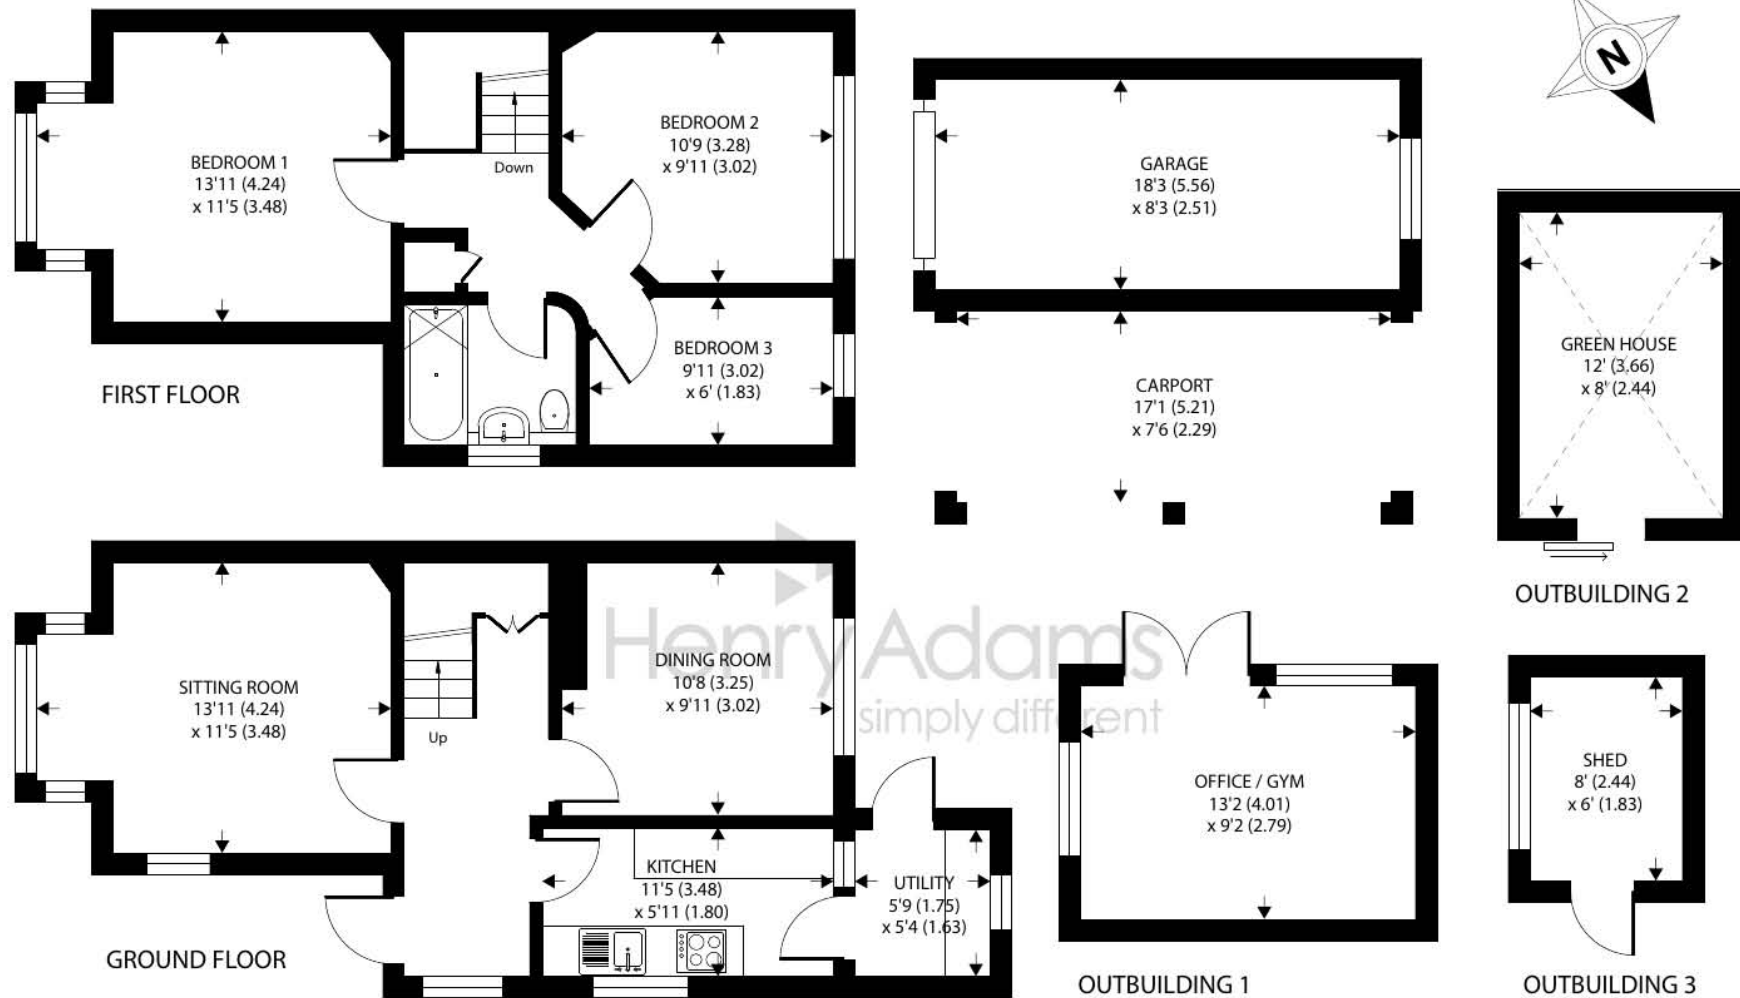 BEDROOM 1
13'11 (4.24)
x 11'5 (3.48)
Down
BEDROOM 2
10'9 (3.28)
x 9'11 (3.02)
BEDROOM 3
9'11 (3.02)
x 6' (1.83)
FIRST FLOOR
GARAGE
18'3 (5.56)
x 8'3 (2.51)
CARPORT
17'1 (5.21)
x 7'6 (2.29)
N
GREEN HOUSE
12' (3.66)
x 8' (2.44)
OUTBUILDING 2
SITTING ROOM
13'11 (4.24)
x 11'5 (3.48)
Up
DINING ROOM
10'8 (3.25)
x 9'11 (3.02)
KITCHEN
11'5 (3.48)
x 5'11 (1.80)
UTILITY
5'9 (1.75)
x 5'4 (1.63)
GROUND FLOOR
HenryAdams
simply different
OFFICE / GYM
13'2 (4.01)
x 9'2 (2.79)
OUTBUILDING 1
SHED
8' (2.44)
x 6' (1.83)
OUTBUILDING 3